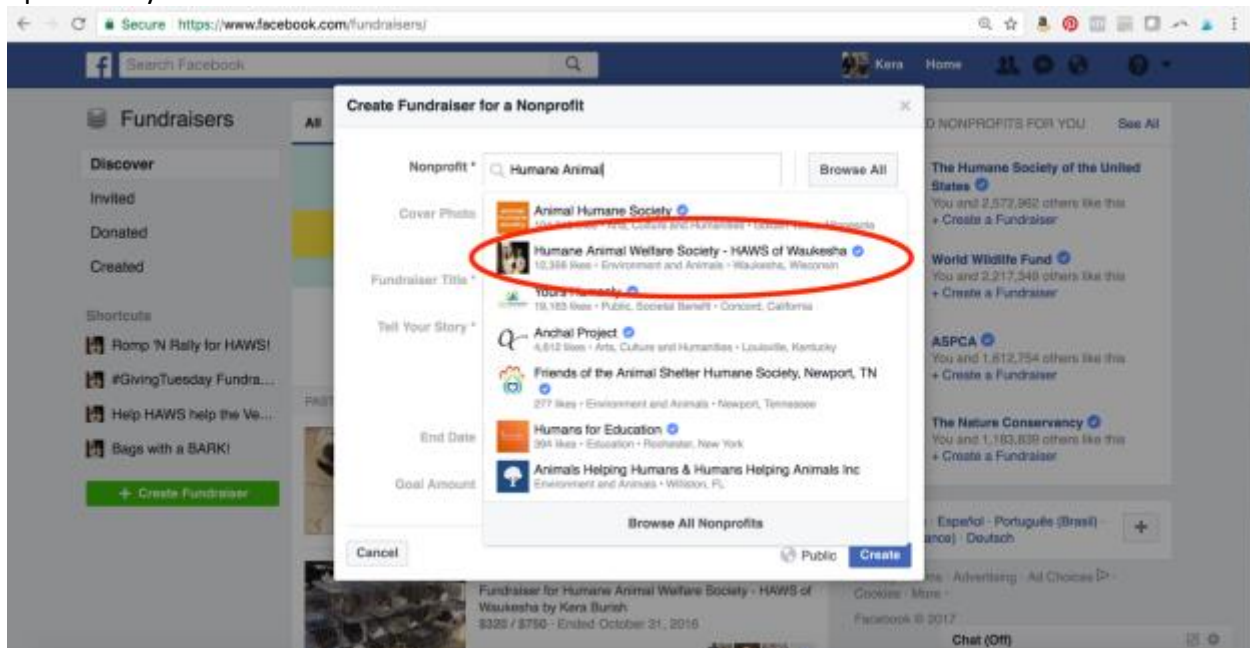 Secure https://www.facebook.com/fundraisers/
Search Facebook
Kera Home
Fundraisers
Discover
Invited
Donated
Created
Shortcuts
Romp 'N Rally for HAWS!
#GivingTuesday Fundra...
Help HAWS help the Ve...
Bags with a BARK!
+ Create Fundraiser
All
Create Fundraiser for a Nonprofit
Nonprofit * Humane Animal Browse All
Cover Photo
Fundraiser Title *
Tell Your Story *
End Date
Goal Amount
Animal Humane Society
Arts, Culture and Humanities
Humane Animal Welfare Society - HAWS of Waukesha
likes · Environment and Animals · Waukesha, Wisconsin
Yours Humanly
19,163 likes · Public, Societal Benefit · Concord, California
Anchal Project
4,612 likes · Arts, Culture and Humanities · Louisville, Kentucky
Friends of the Animal Shelter Humane Society, Newport, TN
277 likes · Environment and Animals · Newport, Tennessee
Humans for Education
394 likes · Education · Rochester, New York
Animals Helping Humans & Humans Helping Animals Inc
Environment and Animals · Williston, FL
Browse All Nonprofits
Cancel Public Create
Fundraiser for Humane Animal Welfare Society - HAWS of
Waukesha by Kera Burish
$320 / $750 · Ended October 21, 2016
D NONPROFITS FOR YOU See All
The Humane Society of the United
States
You and 2,572,962 others like this
+ Create a Fundraiser
World Wildlife Fund
You and 2,217,349 others like this
+ Create a Fundraiser
ASPCA
You and 1,612,754 others like this
+ Create a Fundraiser
The Nature Conservancy
You and 1,183,839 others like this
+ Create a Fundraiser
Español · Português (Brasil) ·
Deutsch
Advertising · Ad Choices
Cookies · More
Facebook © 2017
Chat (Off)